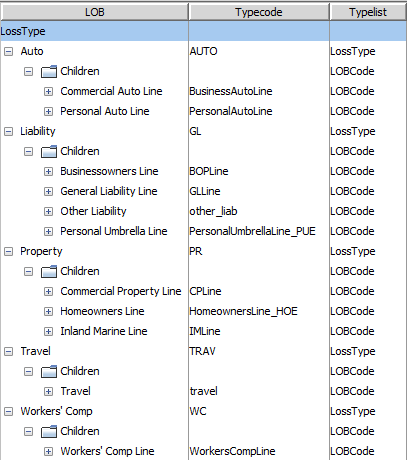 LOB Typecode Typelist
LossType
Auto AUTO LossType
Children LOBCode
Commercial Auto Line BusinessAutoLine LOBCode
Personal Auto Line PersonalAutoLine LOBCode
Liability GL LossType
Children LOBCode
Businessowners Line BOPLine LOBCode
General Liability Line GLLine LOBCode
Other Liability other_liab LOBCode
Personal Umbrella Line PersonalUmbrellaLine_PUE LOBCode
Property PR LossType
Children LOBCode
Commercial Property Line CPLine LOBCode
Homeowners Line HomeownersLine_HOE LOBCode
Inland Marine Line IMLine LOBCode
Travel TRAV LossType
Children LOBCode
Travel travel LOBCode
Workers' Comp WC LossType
Children LOBCode
Workers' Comp Line WorkersCompLine LOBCode